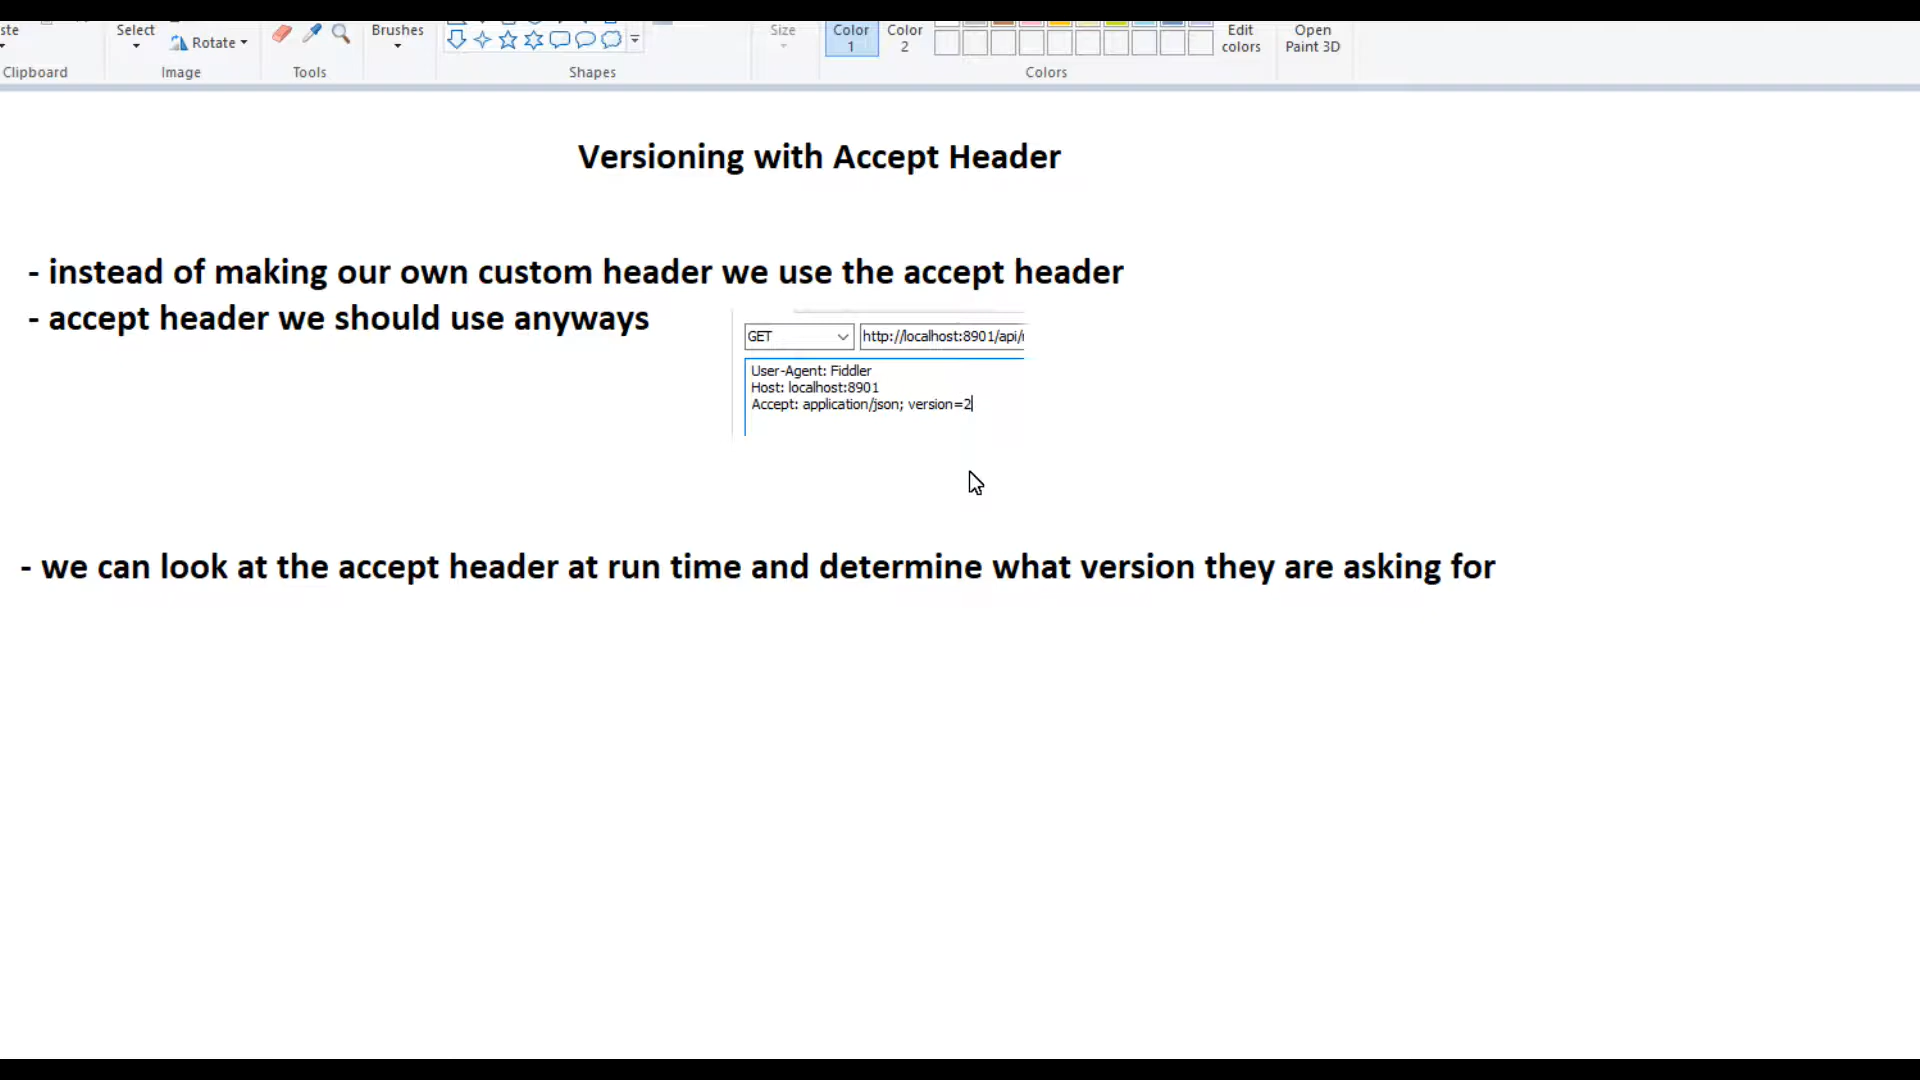 ste
Select
Rotate
Brushes
Size
Color 1
Color 2
Edit colors
Open Paint 3D
Clipboard
Image
Tools
Shapes
Colors
Versioning with Accept Header
- instead of making our own custom header we use the accept header
- accept header we should use anyways
GET
http://localhost:8901/api/
User-Agent: Fiddler
Host: localhost:8901
Accept: application/json; version=2
- we can look at the accept header at run time and determine what version they are asking for